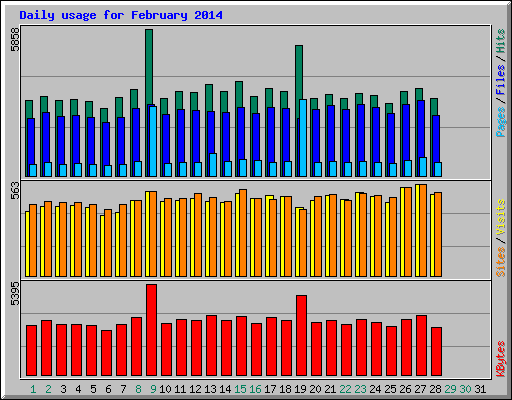 Daily usage for February 2014
5858
Pages / Files / Hits
563
Sites / Visits
5395
KBytes
1 2 3 4 5 6 7 8 9 10 11 12 13 14 15 16 17 18 19 20 21 22 23 24 25 26 27 28 29 30 31